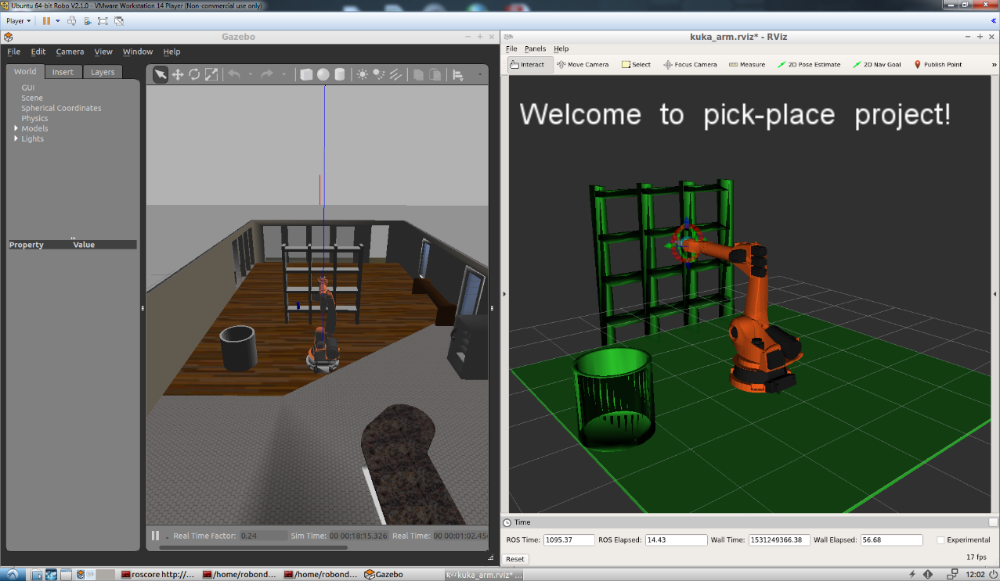 Ubuntu 64-bit Robo V2.1.0 - VMware Workstation 14 Player (Non-commercial use only)
Player
Gazebo
File Edit Camera View Window Help
World Insert Layers
GUI
Scene
Spherical Coordinates
Physics
Models
Lights
Property Value
Real Time Factor: 0.24 Sim Time: 00 00:18:15.326 Real Time: 00 00:01:02.454
kuka_arm.rviz* - RViz
File Panels Help
Interact Move Camera Select Focus Camera Measure 2D Pose Estimate 2D Nav Goal Publish Point »
Welcome to pick-place project!
Time
ROS Time: 1095.37 ROS Elapsed: 14.43 Wall Time: 1531249366.38 Wall Elapsed: 56.68 Experimental
Reset 17 fps
roscore http://... /home/robond... /home/robond... Gazebo kuka_arm.rviz* ... 12:02